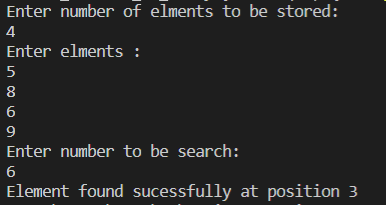 Enter number of elments to be stored:
4
Enter elments :
5
8
6
9
Enter number to be search:
6
Element found sucessfully at position 3